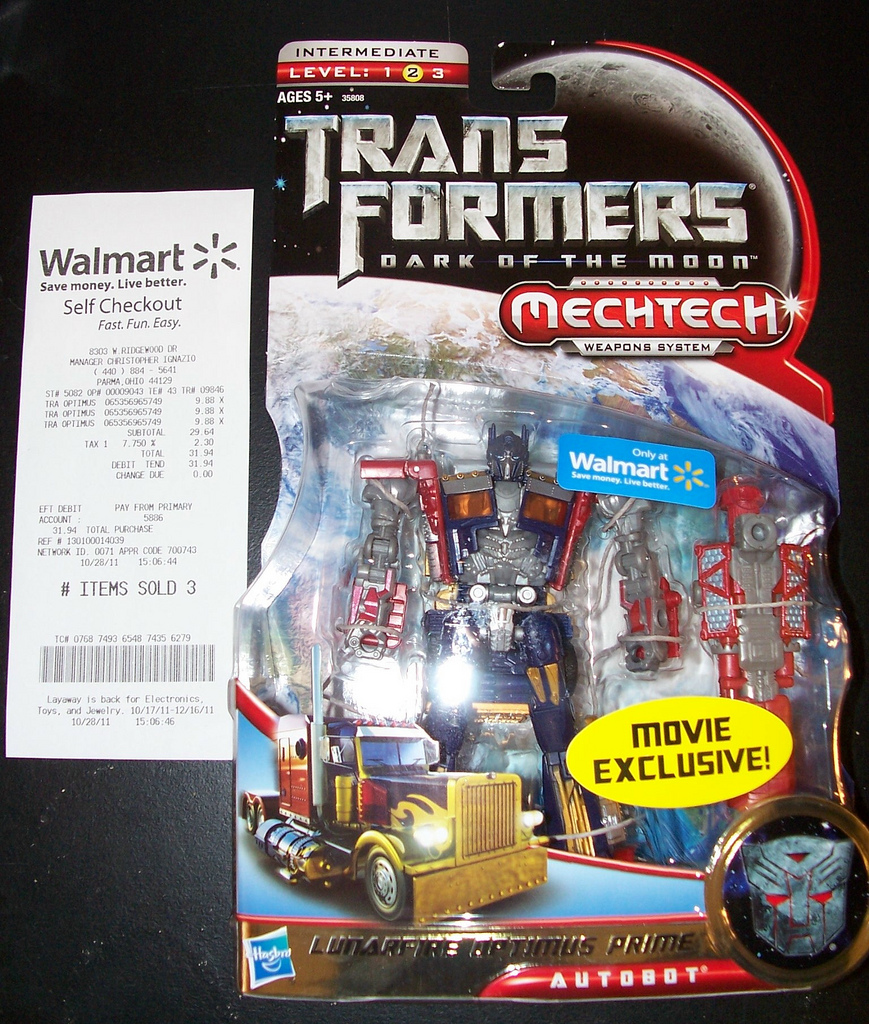 Walmart
Save money. Live better.
Self Checkout
Fast. Fun. Easy.
8303 W.RIDGEWOOD DR
MANAGER CHRISTOPHER IGNAZIO
( 440 ) 884 - 5641
PARMA,OHIO 44129
ST# 5082 OP# 00009043 TE# 43 TR# 09846
TRA OPTIMUS 065356965749 9.88 X
TRA OPTIMUS 065356965749 9.88 X
TRA OPTIMUS 065356965749 9.88 X
SUBTOTAL 29.64
TAX 1 7.750 % 2.30
TOTAL 31.94
DEBIT TEND 31.94
CHANGE DUE 0.00
EFT DEBIT PAY FROM PRIMARY
ACCOUNT : 5886
31.94 TOTAL PURCHASE
REF # 130100014039
NETWORK ID. 0071 APPR CODE 700743
10/28/11 15:06:44
# ITEMS SOLD 3
TC# 0768 7493 6548 7435 6279
Layaway is back for Electronics,
Toys, and Jewelry. 10/17/11-12/16/11
10/28/11 15:06:46
INTERMEDIATE
LEVEL: 1 2 3
AGES 5+ 35808
TRANS
FORMERS®
DARK OF THE MOON™
MECHTECH
WEAPONS SYSTEM
Only at
Walmart
Save money. Live better.
MOVIE
EXCLUSIVE!
Hasbro
LUNARFIRE OPTIMUS PRIME
AUTOBOT®